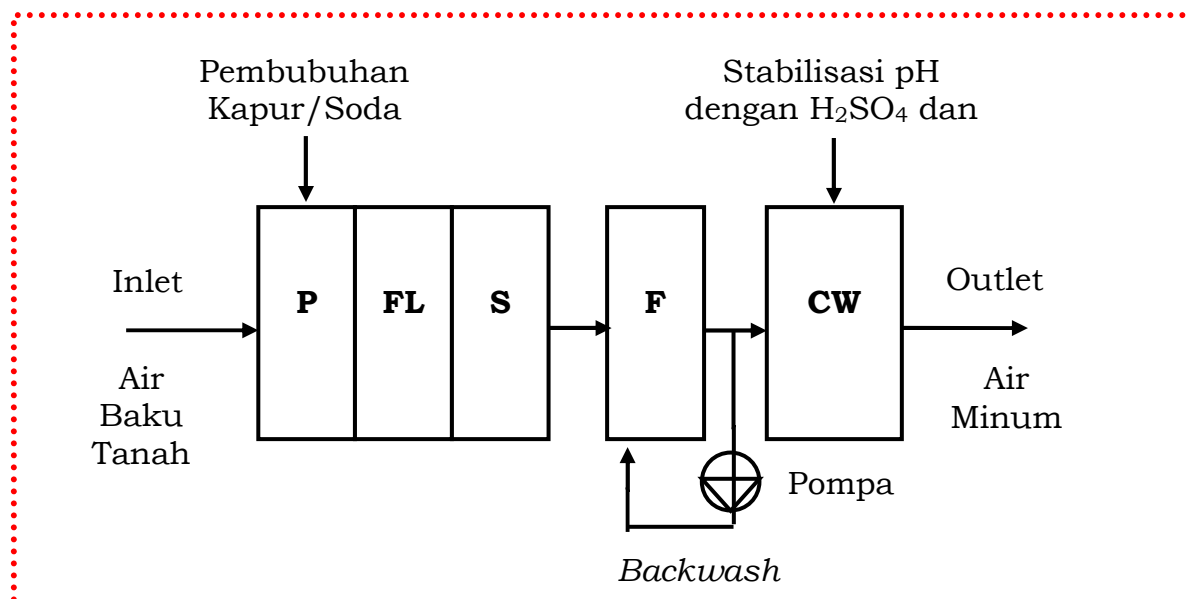 Pembubuhan
Kapur/Soda
Stabilisasi pH
dengan H₂SO₄ dan
Inlet
P
FL
S
F
CW
Outlet
Air
Baku
Tanah
Air
Minum
Pompa
Backwash